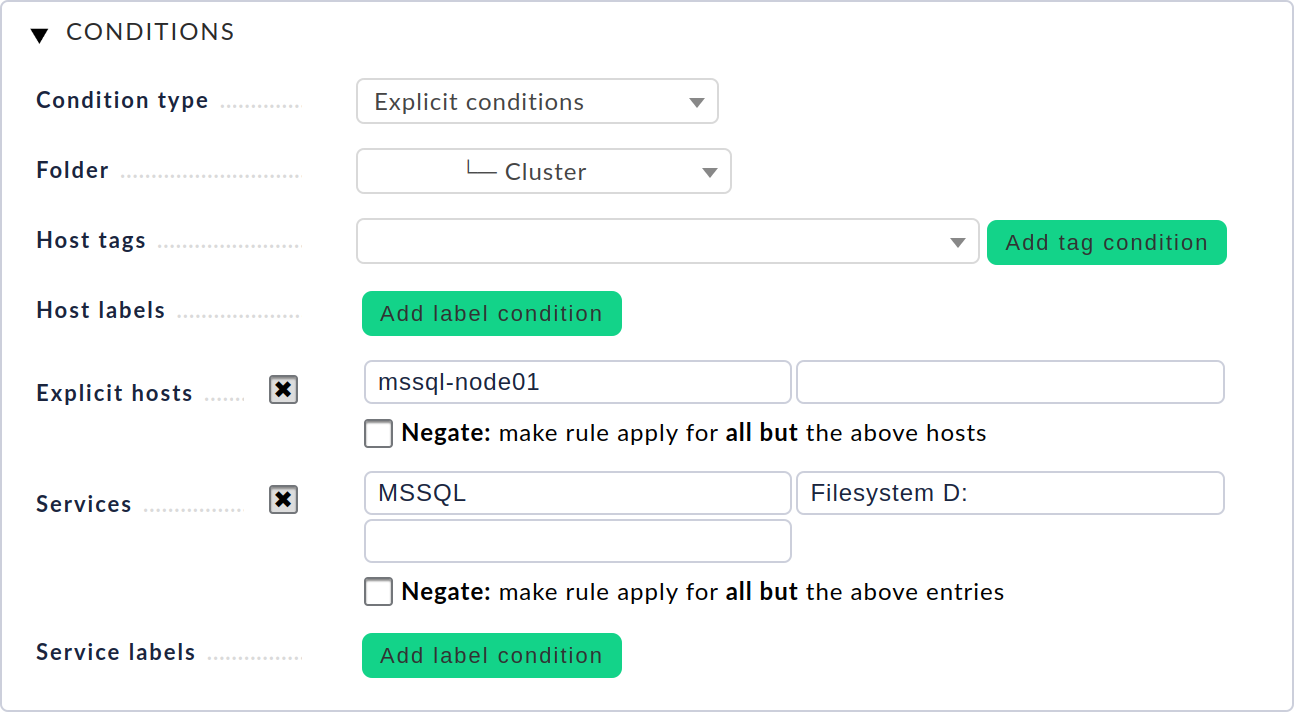 CONDITIONS
Condition type Explicit conditions
Folder └─ Cluster
Host tags Add tag condition
Host labels Add label condition
Explicit hosts mssql-node01
Negate: make rule apply for all but the above hosts
Services MSSQL Filesystem D:
Negate: make rule apply for all but the above entries
Service labels Add label condition